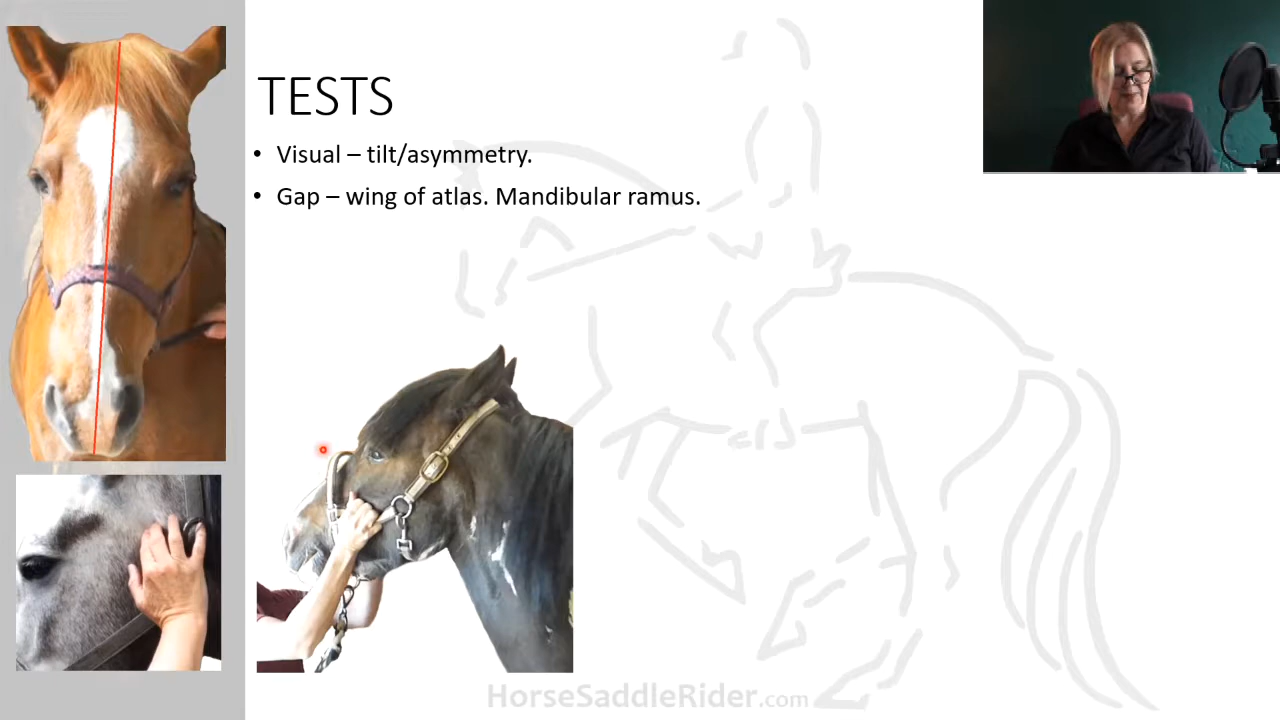 TESTS
• Visual – tilt/asymmetry.
• Gap – wing of atlas. Mandibular ramus.
HorseSaddleRider.com